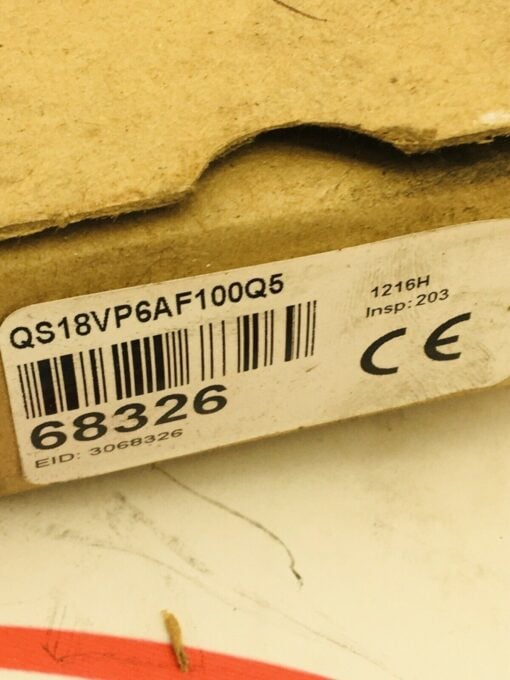 QS18VP6AF100Q5
68326
EID: 3068326
1216H
Insp: 203
CE